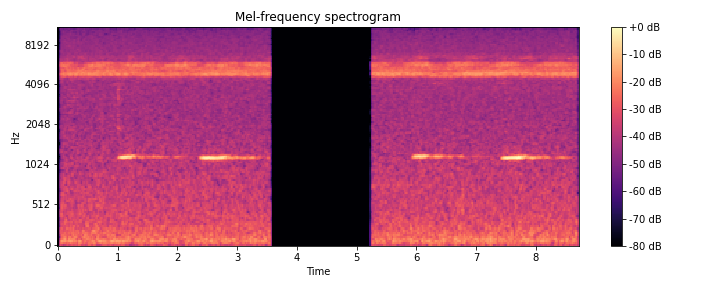 Mel-frequency spectrogram
Hz
8192
4096
2048
1024
512
0
0 1 2 3 4 5 6 7 8
Time
+0 dB
-10 dB
-20 dB
-30 dB
-40 dB
-50 dB
-60 dB
-70 dB
-80 dB